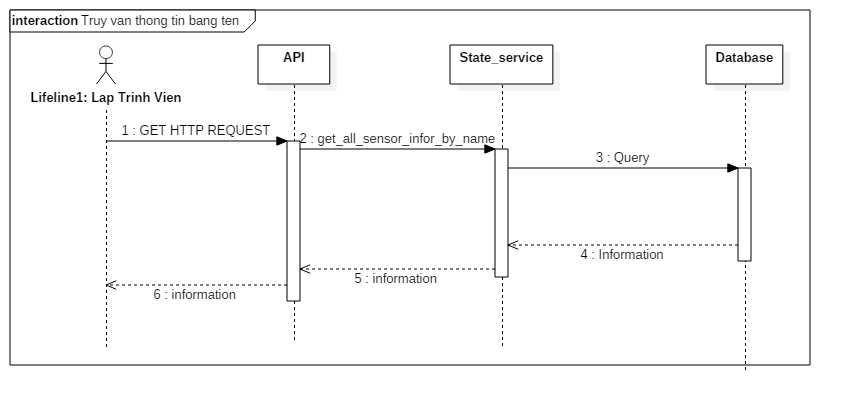 interaction Truy van thong tin bang ten
API
State_service
Database
Lifeline1: Lap Trinh Vien
1 : GET HTTP REQUEST
2 : get_all_sensor_infor_by_name
3 : Query
4 : Information
5 : information
6 : information